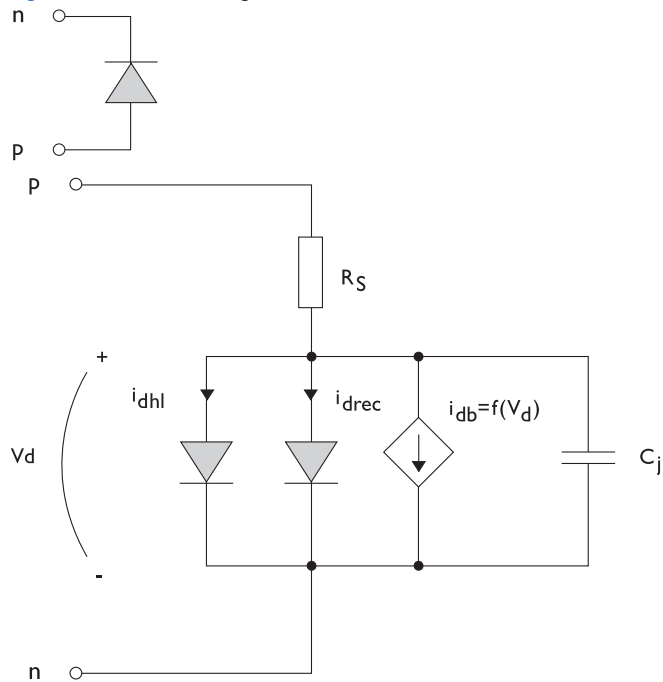 n
p
p
R_S
+
i_dhl
i_drec
i_db=f(V_d)
Vd
C_j
-
n